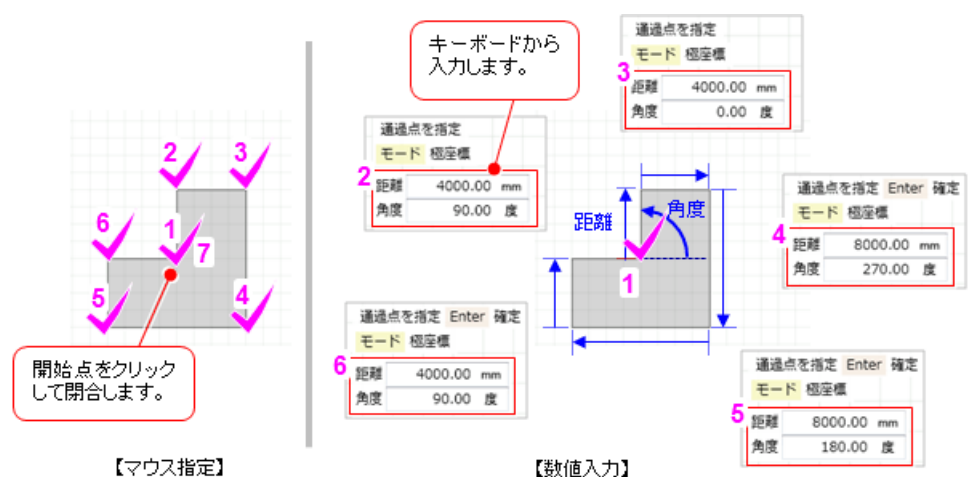 キーボードから
入力します。
通過点を指定
モード 極座標
3
距離 4000.00 mm
角度 0.00 度
通過点を指定
モード 極座標
2
距離 4000.00 mm
角度 90.00 度
2
3
6
1
7
5
4
開始点をクリック
して閉合します。
【マウス指定】
距離
角度
1
通過点を指定 Enter 確定
モード 極座標
4
距離 8000.00 mm
角度 270.00 度
通過点を指定 Enter 確定
モード 極座標
6
距離 4000.00 mm
角度 90.00 度
通過点を指定 Enter 確定
モード 極座標
5
距離 8000.00 mm
角度 180.00 度
【数値入力】